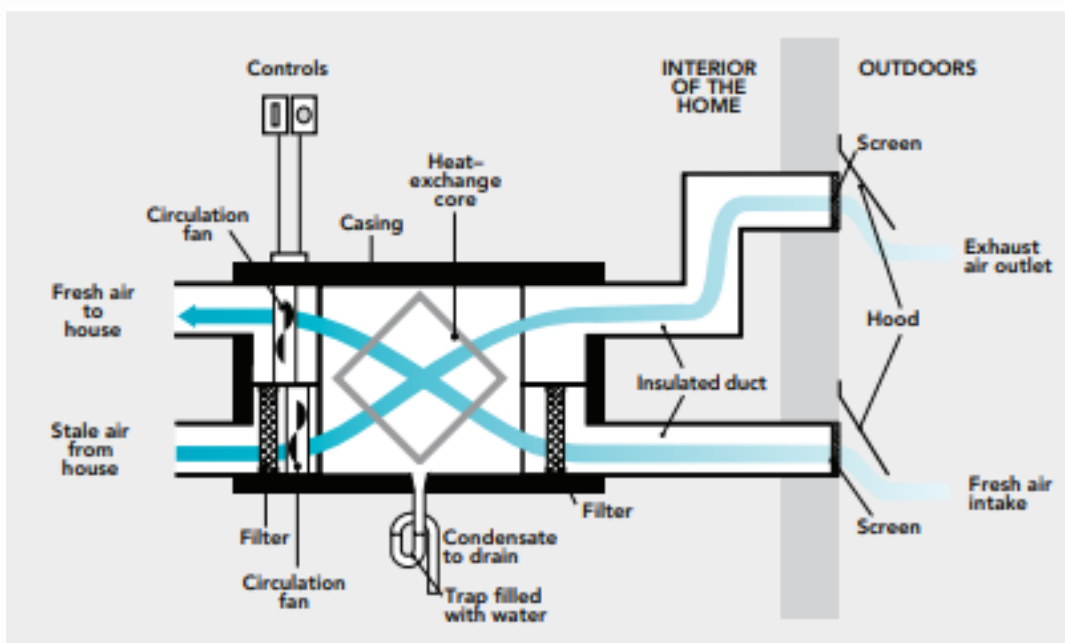 Controls
INTERIOR
OF THE
HOME
OUTDOORS
Screen
Heat–
exchange
core
Circulation
fan
Casing
Exhaust
air outlet
Fresh air
to
house
Hood
Insulated duct
Stale air
from
house
Fresh air
intake
Filter
Screen
Filter
Condensate
to drain
Circulation
fan
Trap filled
with water